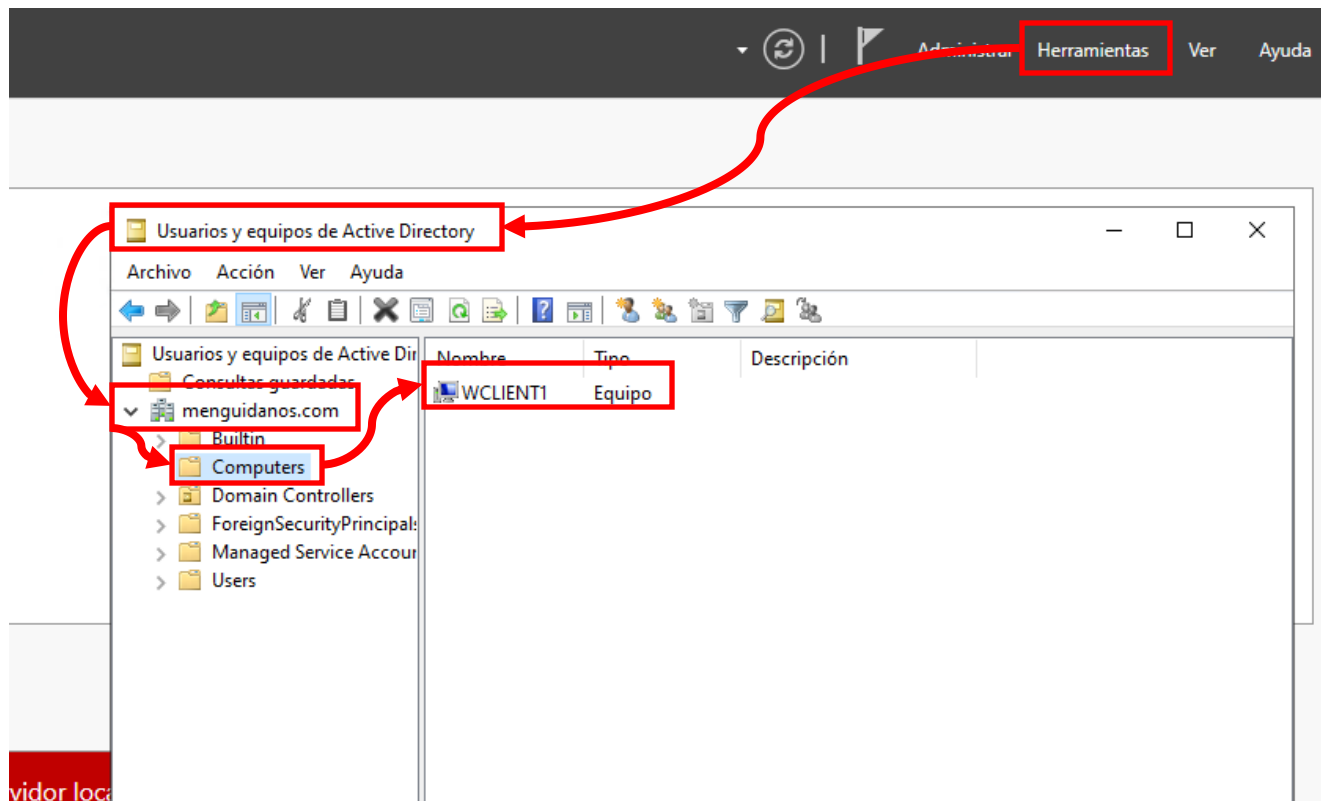 Administrar Herramientas Ver Ayuda
Usuarios y equipos de Active Directory
Archivo Acción Ver Ayuda
Usuarios y equipos de Active Dir
Nombre Tipo Descripción
Consultas guardadas
WCLIENT1 Equipo
menguidanos.com
Builtin
Computers
Domain Controllers
ForeignSecurityPrincipals
Managed Service Accour
Users
vidor loca